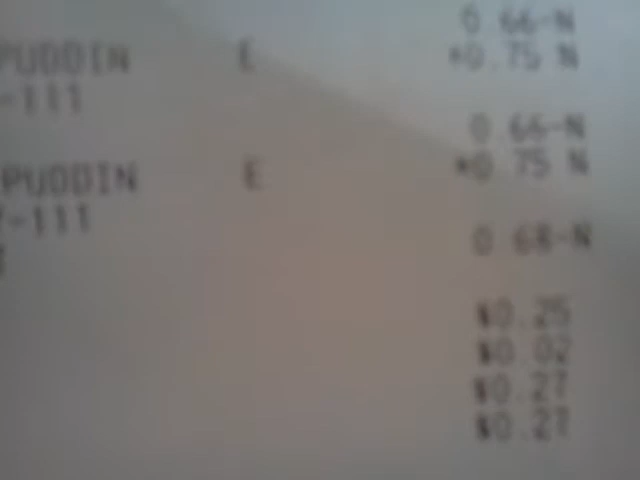 0.66-N
PUDDIN E *0.75 N
-111
0.66-N
PUDDIN E *0.75 N
-111
0.68-N
$0.25
$0.02
$0.27
$0.27